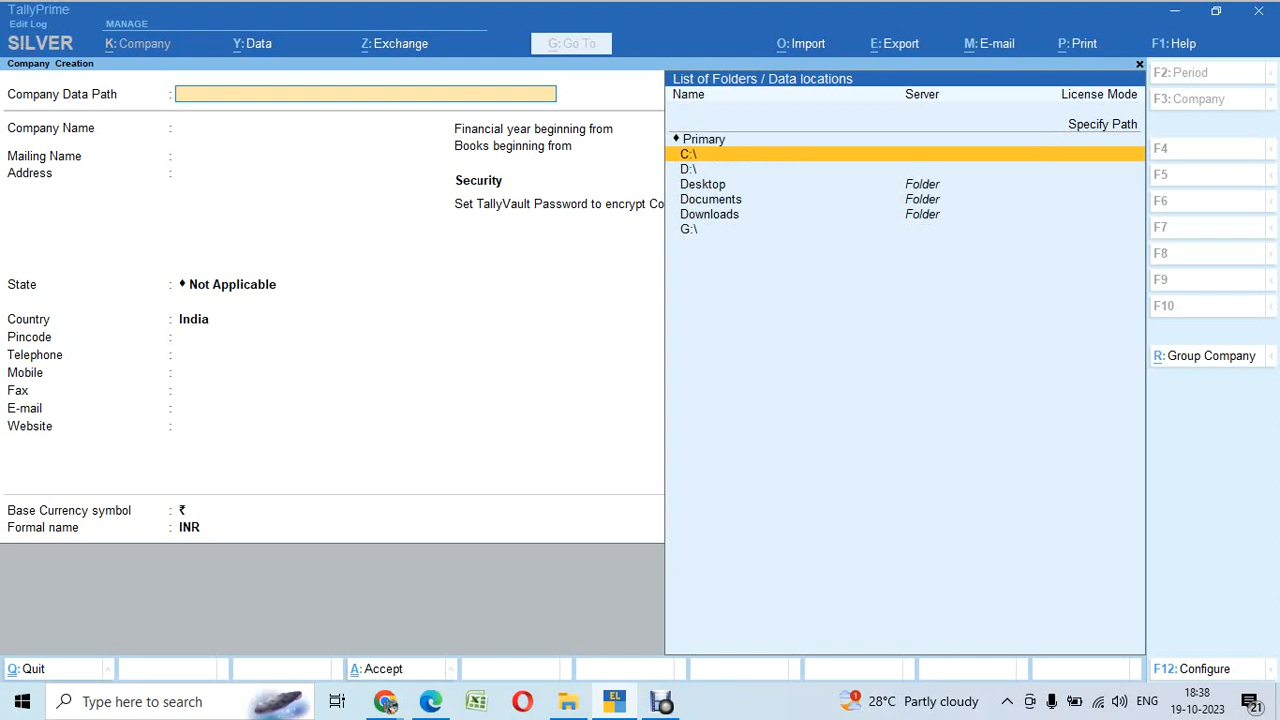 TallyPrime
Edit Log
SILVER
MANAGE
K: Company
Y: Data
Z: Exchange
G: Go To
O: Import
E: Export
M: E-mail
P: Print
F1: Help
Company Creation
Company Data Path :
Company Name :
Mailing Name :
Address :
Financial year beginning from
Books beginning from
Security
Set TallyVault Password to encrypt Co
State : ♦ Not Applicable
Country : India
Pincode :
Telephone :
Mobile :
Fax :
E-mail :
Website :
Base Currency symbol : ₹
Formal name : INR
List of Folders / Data locations
Name Server License Mode
Specify Path
♦ Primary
C:\
D:\
Desktop Folder
Documents Folder
Downloads Folder
G:\
F2: Period
F3: Company
F4
F5
F6
F7
F8
F9
F10
R: Group Company
Q: Quit
A: Accept
F12: Configure
Type here to search
EL
1
28°C Partly cloudy
ENG
18:38
19-10-2023
21